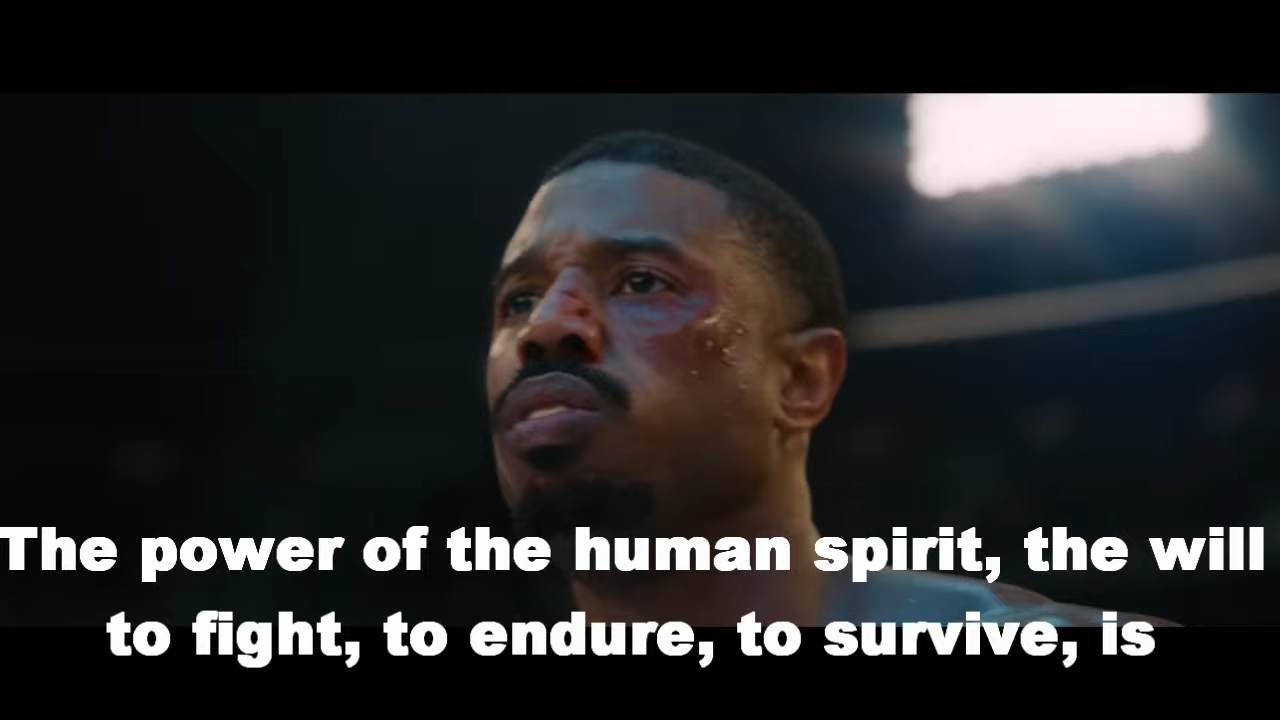 The power of the human spirit, the will
to fight, to endure, to survive, is